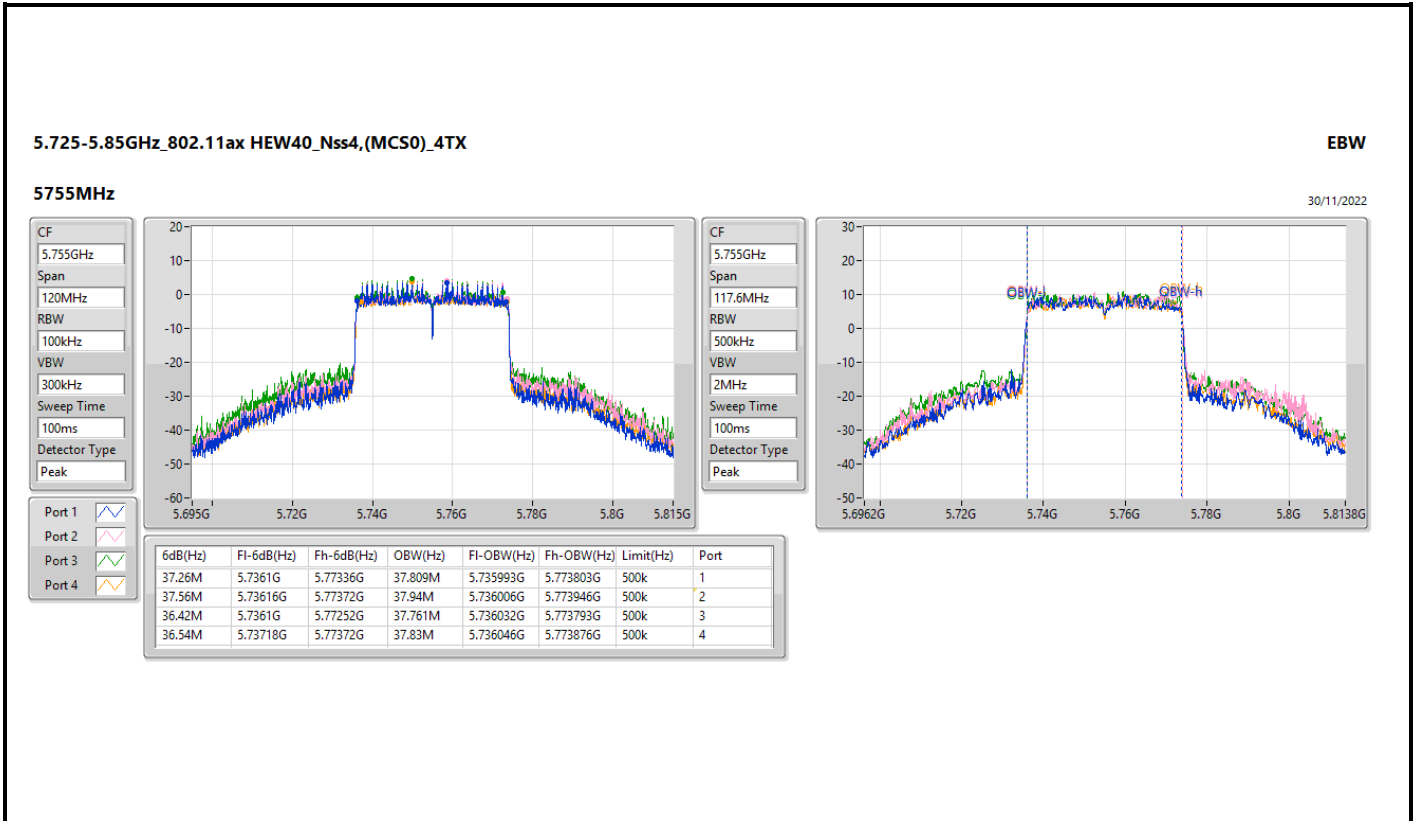 5.725-5.85GHz_802.11ax HEW40_Nss4,(MCS0)_4TX
EBW
5755MHz
30/11/2022
CF
5.755GHz
Span
120MHz
RBW
100kHz
VBW
300kHz
Sweep Time
100ms
Detector Type
Peak
20
10
0
-10
-20
-30
-40
-50
-60
5.695G 5.72G 5.74G 5.76G 5.78G 5.8G 5.815G
CF
5.755GHz
Span
117.6MHz
RBW
500kHz
VBW
2MHz
Sweep Time
100ms
Detector Type
Peak
30
20
10
0
-10
-20
-30
-40
-50
OBW-l OBW-h
5.6962G 5.72G 5.74G 5.76G 5.78G 5.8G 5.8138G
Port 1
Port 2
Port 3
Port 4
6dB(Hz) Fl-6dB(Hz) Fh-6dB(Hz) OBW(Hz) Fl-OBW(Hz) Fh-OBW(Hz) Limit(Hz) Port
37.26M 5.7361G 5.77336G 37.809M 5.735993G 5.773803G 500k 1
37.56M 5.73616G 5.77372G 37.94M 5.736006G 5.773946G 500k 2
36.42M 5.7361G 5.77252G 37.761M 5.736032G 5.773793G 500k 3
36.54M 5.73718G 5.77372G 37.83M 5.736046G 5.773876G 500k 4